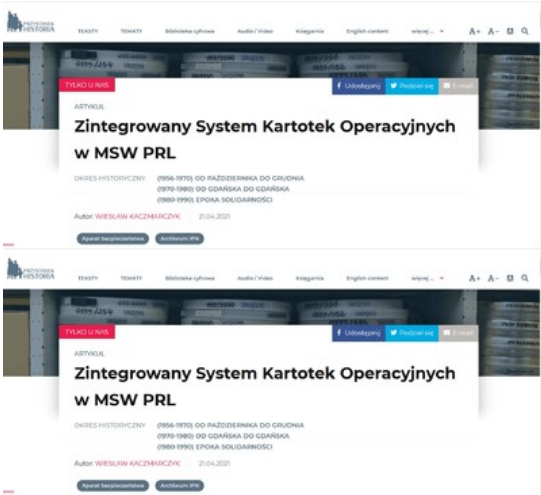 PRZYSTANEK
HISTORIA
TEKSTY TEMATY Biblioteka cyfrowa Audio / Video Księgarnia English content więcej ... A+ A-
TYLKO U NAS
Udostępnij Podziel się E-mail
ARTYKUŁ
Zintegrowany System Kartotek Operacyjnych
w MSW PRL
OKRES HISTORYCZNY (1956-1970) OD PAŹDZIERNIKA DO GRUDNIA
(1970-1980) OD GDAŃSKA DO GDAŃSKA
(1980-1990) EPOKA SOLIDARNOŚCI
Autor: WIESŁAW KACZMARCZYK 21.04.2021
Aparat bezpieczeństwa Archiwum IPN
PRZYSTANEK
HISTORIA
TEKSTY TEMATY Biblioteka cyfrowa Audio / Video Księgarnia English content więcej ... A+ A-
TYLKO U NAS
Udostępnij Podziel się E-mail
ARTYKUŁ
Zintegrowany System Kartotek Operacyjnych
w MSW PRL
OKRES HISTORYCZNY (1956-1970) OD PAŹDZIERNIKA DO GRUDNIA
(1970-1980) OD GDAŃSKA DO GDAŃSKA
(1980-1990) EPOKA SOLIDARNOŚCI
Autor: WIESŁAW KACZMARCZYK 21.04.2021
Aparat bezpieczeństwa Archiwum IPN